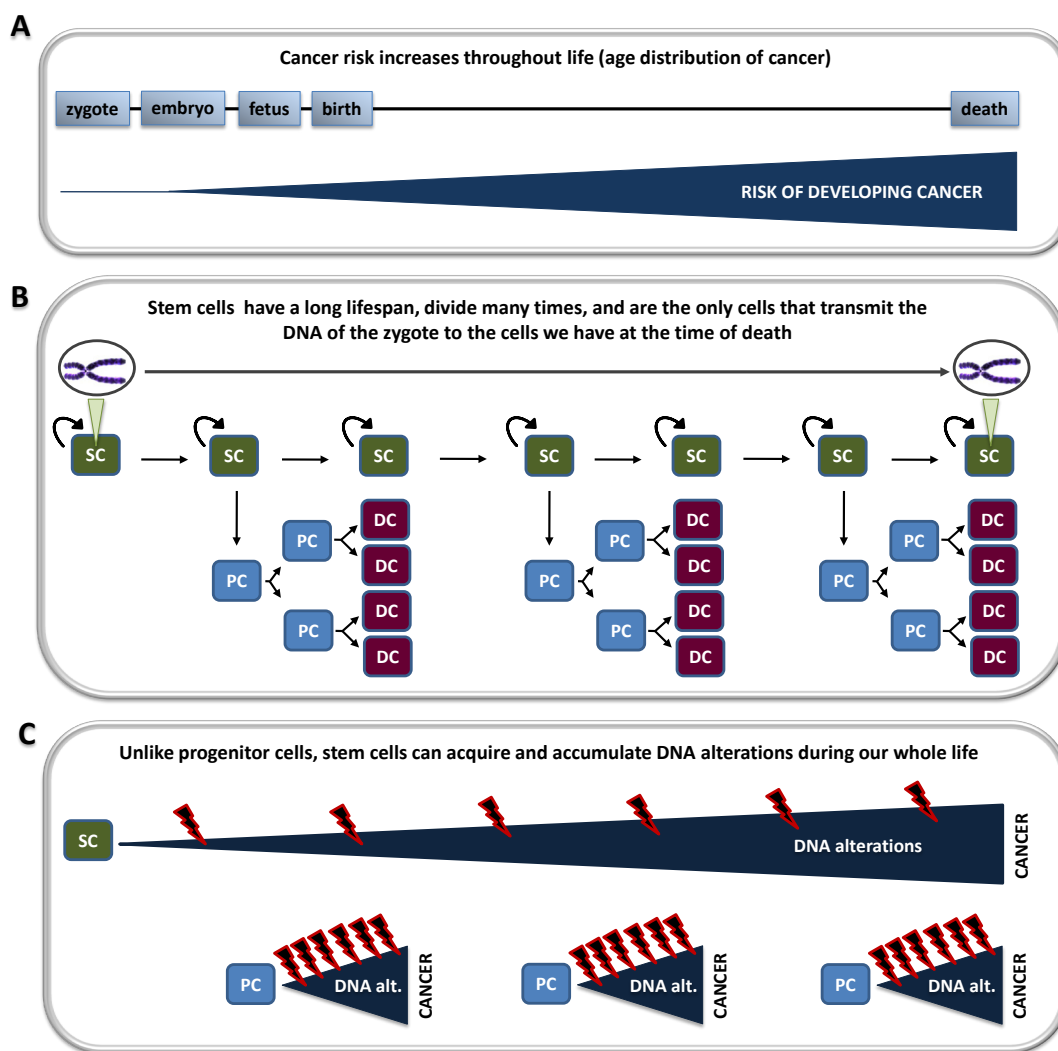 A
Cancer risk increases throughout life (age distribution of cancer)
zygote embryo fetus birth death
RISK OF DEVELOPING CANCER
B
Stem cells have a long lifespan, divide many times, and are the only cells that transmit the
DNA of the zygote to the cells we have at the time of death
SC SC SC SC SC SC SC
DC DC DC
PC PC PC
DC DC DC
PC PC PC
DC DC DC
PC PC PC
DC DC DC
C
Unlike progenitor cells, stem cells can acquire and accumulate DNA alterations during our whole life
SC
DNA alterations
CANCER
PC DNA alt. CANCER PC DNA alt. CANCER PC DNA alt. CANCER